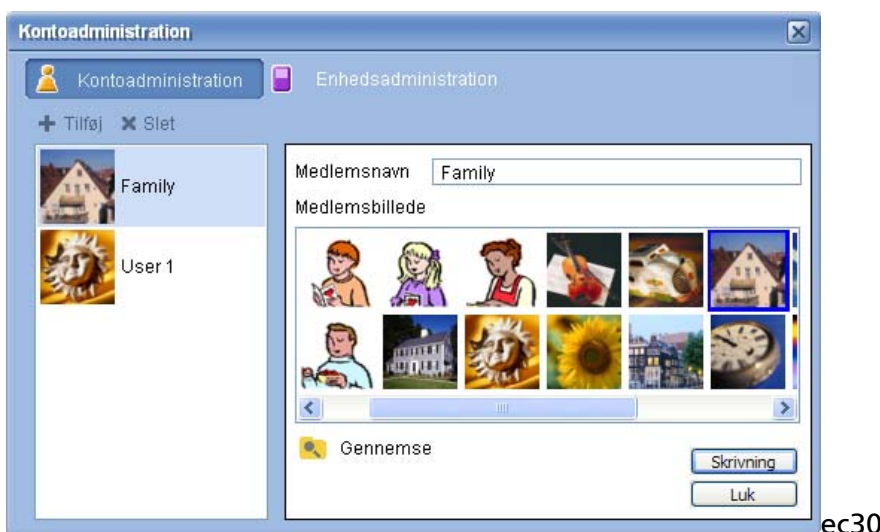 Kontoadministration
Kontoadministration Enhedsadministration
Tilføj Slet
Family
User 1
Medlemsnavn Family
Medlemsbillede
Gennemse
Skrivning
Luk
ec30